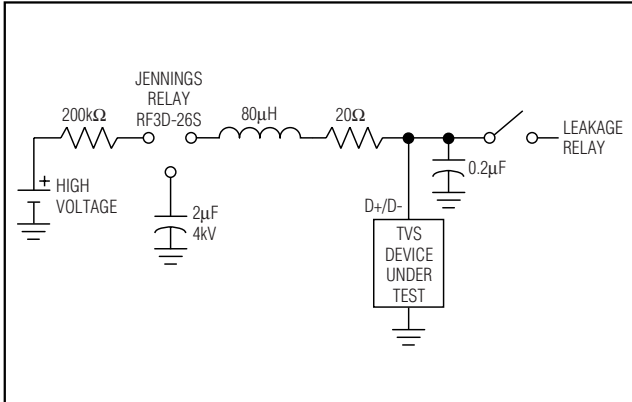 JENNINGS
RELAY
RF3D-26S
200kΩ
80μH
20Ω
LEAKAGE
RELAY
+
HIGH
VOLTAGE
2μF
4kV
0.2μF
D+/D-
TVS
DEVICE
UNDER
TEST